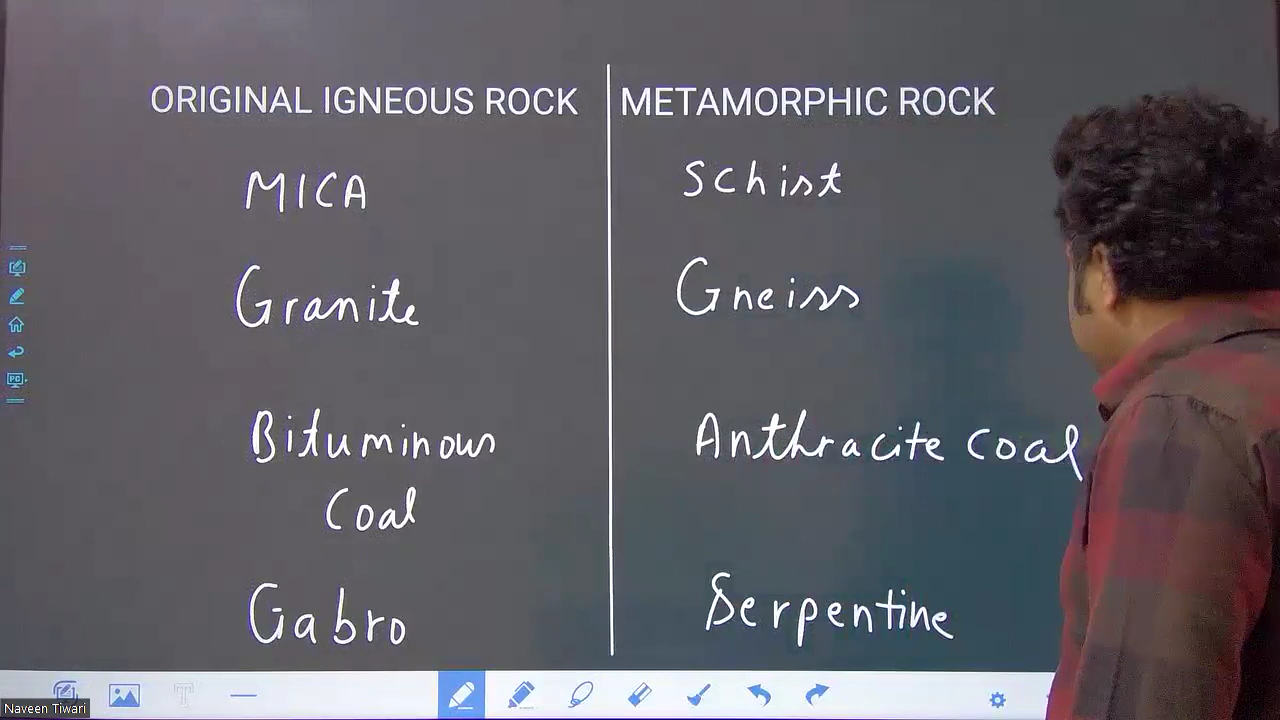 ORIGINAL IGNEOUS ROCK METAMORPHIC ROCK
MICA Schist
Granite Gneiss
Bituminous Anthracite coal
Coal
Gabro Serpentine
Naveen Tiwari